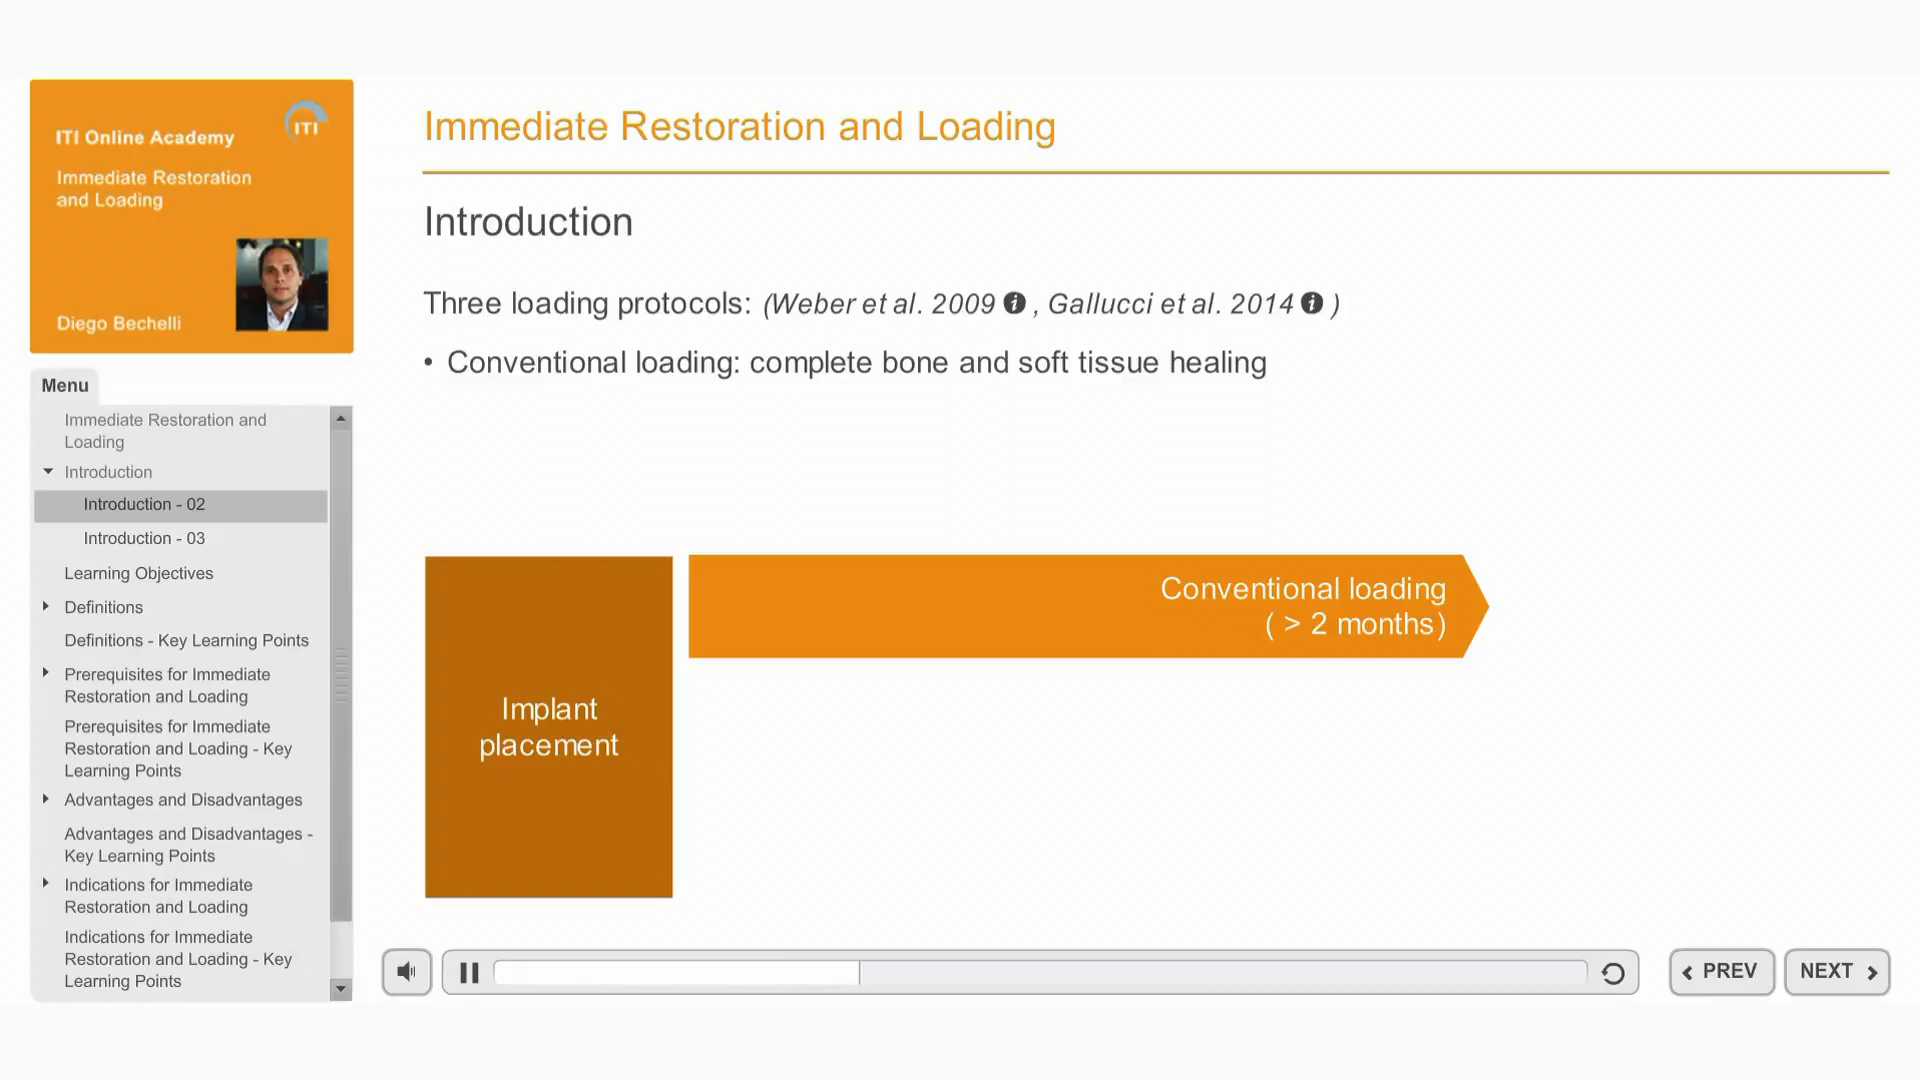 ITI Online Academy
ITI
Immediate Restoration
and Loading
Diego Bechelli
Menu
Immediate Restoration and
Loading
Introduction
Introduction - 02
Introduction - 03
Learning Objectives
Definitions
Definitions - Key Learning Points
Prerequisites for Immediate
Restoration and Loading
Prerequisites for Immediate
Restoration and Loading - Key
Learning Points
Advantages and Disadvantages
Advantages and Disadvantages -
Key Learning Points
Indications for Immediate
Restoration and Loading
Indications for Immediate
Restoration and Loading - Key
Learning Points
Immediate Restoration and Loading
Introduction
Three loading protocols: (Weber et al. 2009 i , Gallucci et al. 2014 i )
• Conventional loading: complete bone and soft tissue healing
Implant
placement
Conventional loading
( > 2 months)
PREV
NEXT